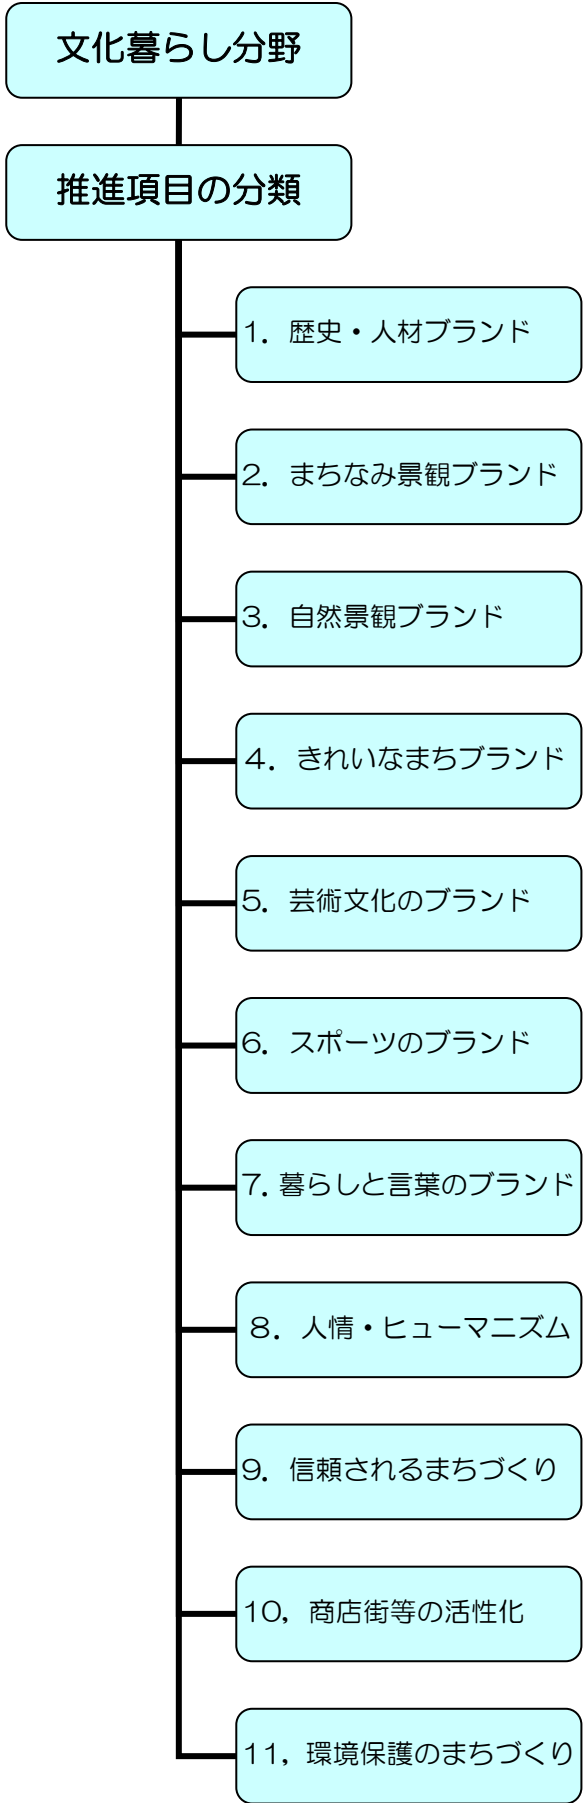 文化暮らし分野
推進項目の分類
1．歴史・人材ブランド
2．まちなみ景観ブランド
3．自然景観ブランド
４．きれいなまちブランド
5．芸術文化のブランド
6．スポーツのブランド
7．暮らしと言葉のブランド
８．人情・ヒューマニズム
9．信頼されるまちづくり
10，商店街等の活性化
11，環境保護のまちづくり